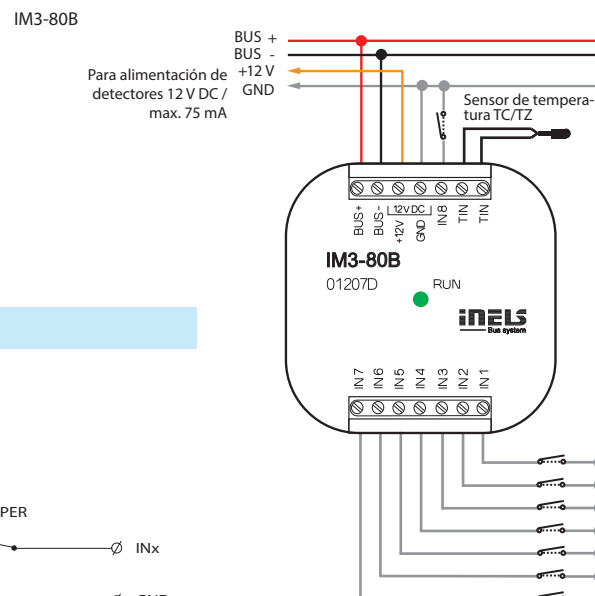 IM3-80B
BUS +
BUS -
+12 V
GND
Para alimentación de
detectores 12 V DC /
max. 75 mA
Sensor de tempera-
tura TC/TZ
BUS+
BUS-
12V DC
+12V
GND
IN8
TIN
TIN
IM3-80B
01207D
RUN
iNELS
Bus system
IN7
IN6
IN5
IN4
IN3
IN2
IN1
PER
INx